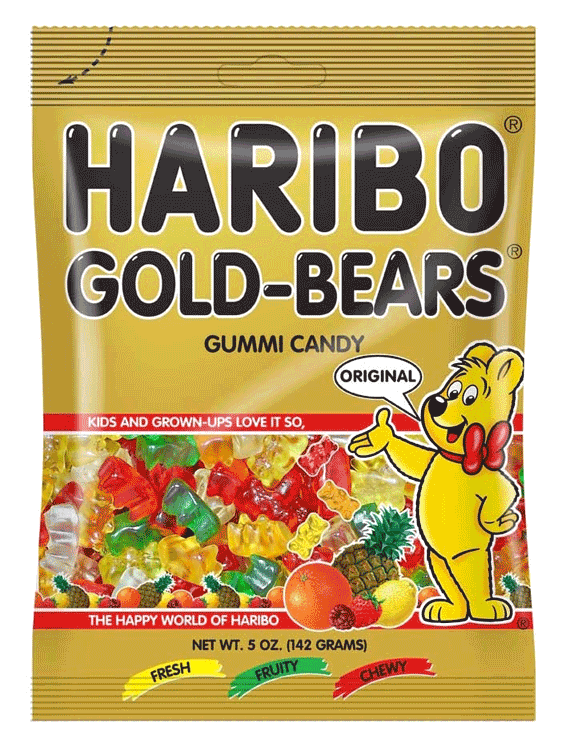 HARIBO®
GOLD-BEARS®
GUMMI CANDY
ORIGINAL
KIDS AND GROWN-UPS LOVE IT SO,
THE HAPPY WORLD OF HARIBO
®
NET WT. 5 OZ. (142 GRAMS)
FRESH FRUITY CHEWY